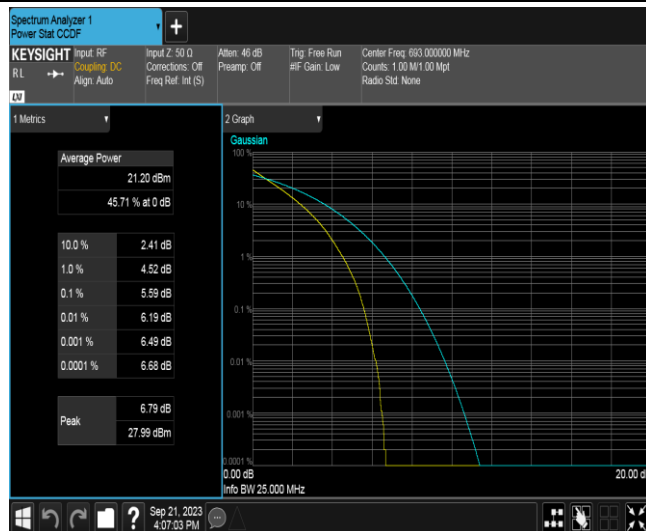 Spectrum Analyzer 1
Power Stat CCDF
+
KEYSIGHT
RL
Input: RF
Coupling: DC
Align: Auto
Input Z: 50 Ω
Corrections: Off
Freq Ref: Int (S)
Atten: 46 dB
Preamp: Off
Trig: Free Run
#IF Gain: Low
Center Freq: 693.000000 MHz
Counts: 1.00 M/1.00 Mpt
Radio Std: None
1 Metrics
Average Power
21.20 dBm
45.71 % at 0 dB
10.0 % 2.41 dB
1.0 % 4.52 dB
0.1 % 5.59 dB
0.01 % 6.19 dB
0.001 % 6.49 dB
0.0001 % 6.68 dB
Peak
6.79 dB
27.99 dBm
2 Graph
Gaussian
100 %
10 %
1 %
0.1 %
0.01 %
0.001 %
0.0001 %
0.00 dB
20.00 d
Info BW 25.000 MHz
?
Sep 21, 2023
4:07:03 PM